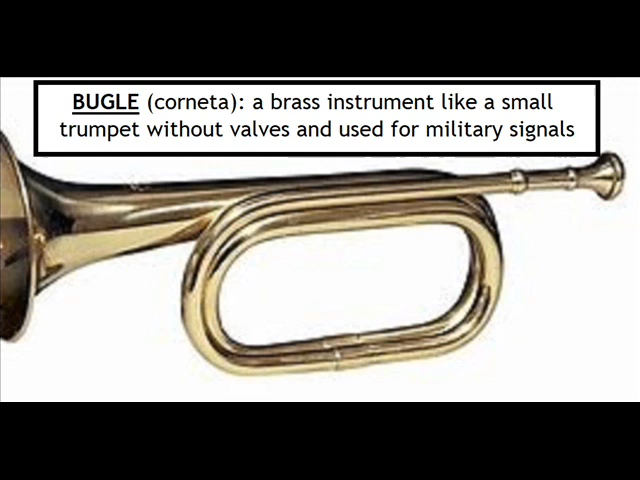 BUGLE (corneta): a brass instrument like a small
trumpet without valves and used for military signals